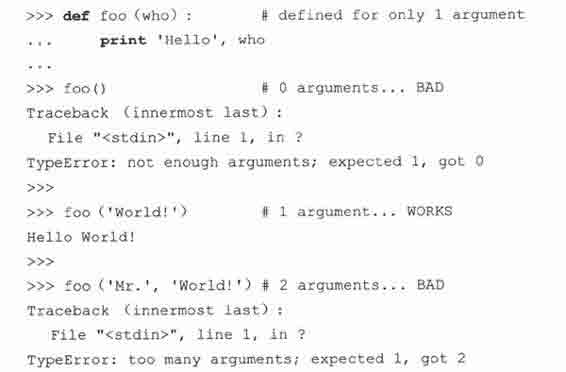 >>> def foo (who) :        # defined for only 1 argument
...     print 'Hello', who
...
>>> foo()                  # 0 arguments... BAD
Traceback (innermost last) :
  File "<stdin>", line 1, in ?
TypeError: not enough arguments; expected 1, got 0
>>>
>>> foo ('World!')         # 1 argument... WORKS
Hello World!
>>>
>>> foo ('Mr.', 'World!') # 2 arguments... BAD
Traceback (innermost last) :
  File "<stdin>", line 1, in ?
TypeError: too many arguments; expected 1, got 2